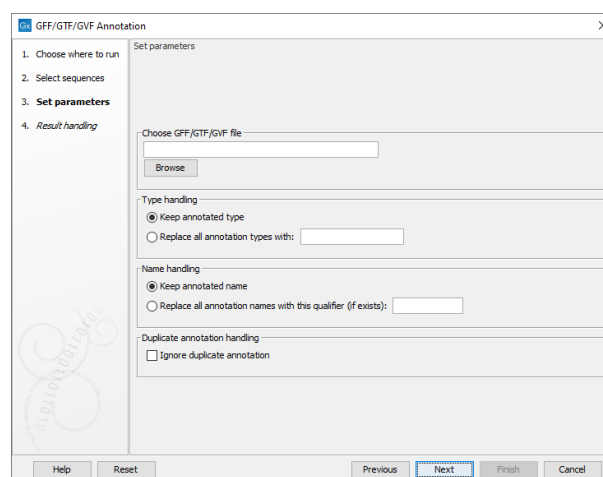 Gx GFF/GTF/GVF Annotation
1. Choose where to run
2. Select sequences
3. Set parameters
4. Result handling
Set parameters
Choose GFF/GTF/GVF file
Browse
Type handling
Keep annotated type
Replace all annotation types with:
Name handling
Keep annotated name
Replace all annotation names with this qualifier (if exists):
Duplicate annotation handling
Ignore duplicate annotation
Help Reset Previous Next Finish Cancel